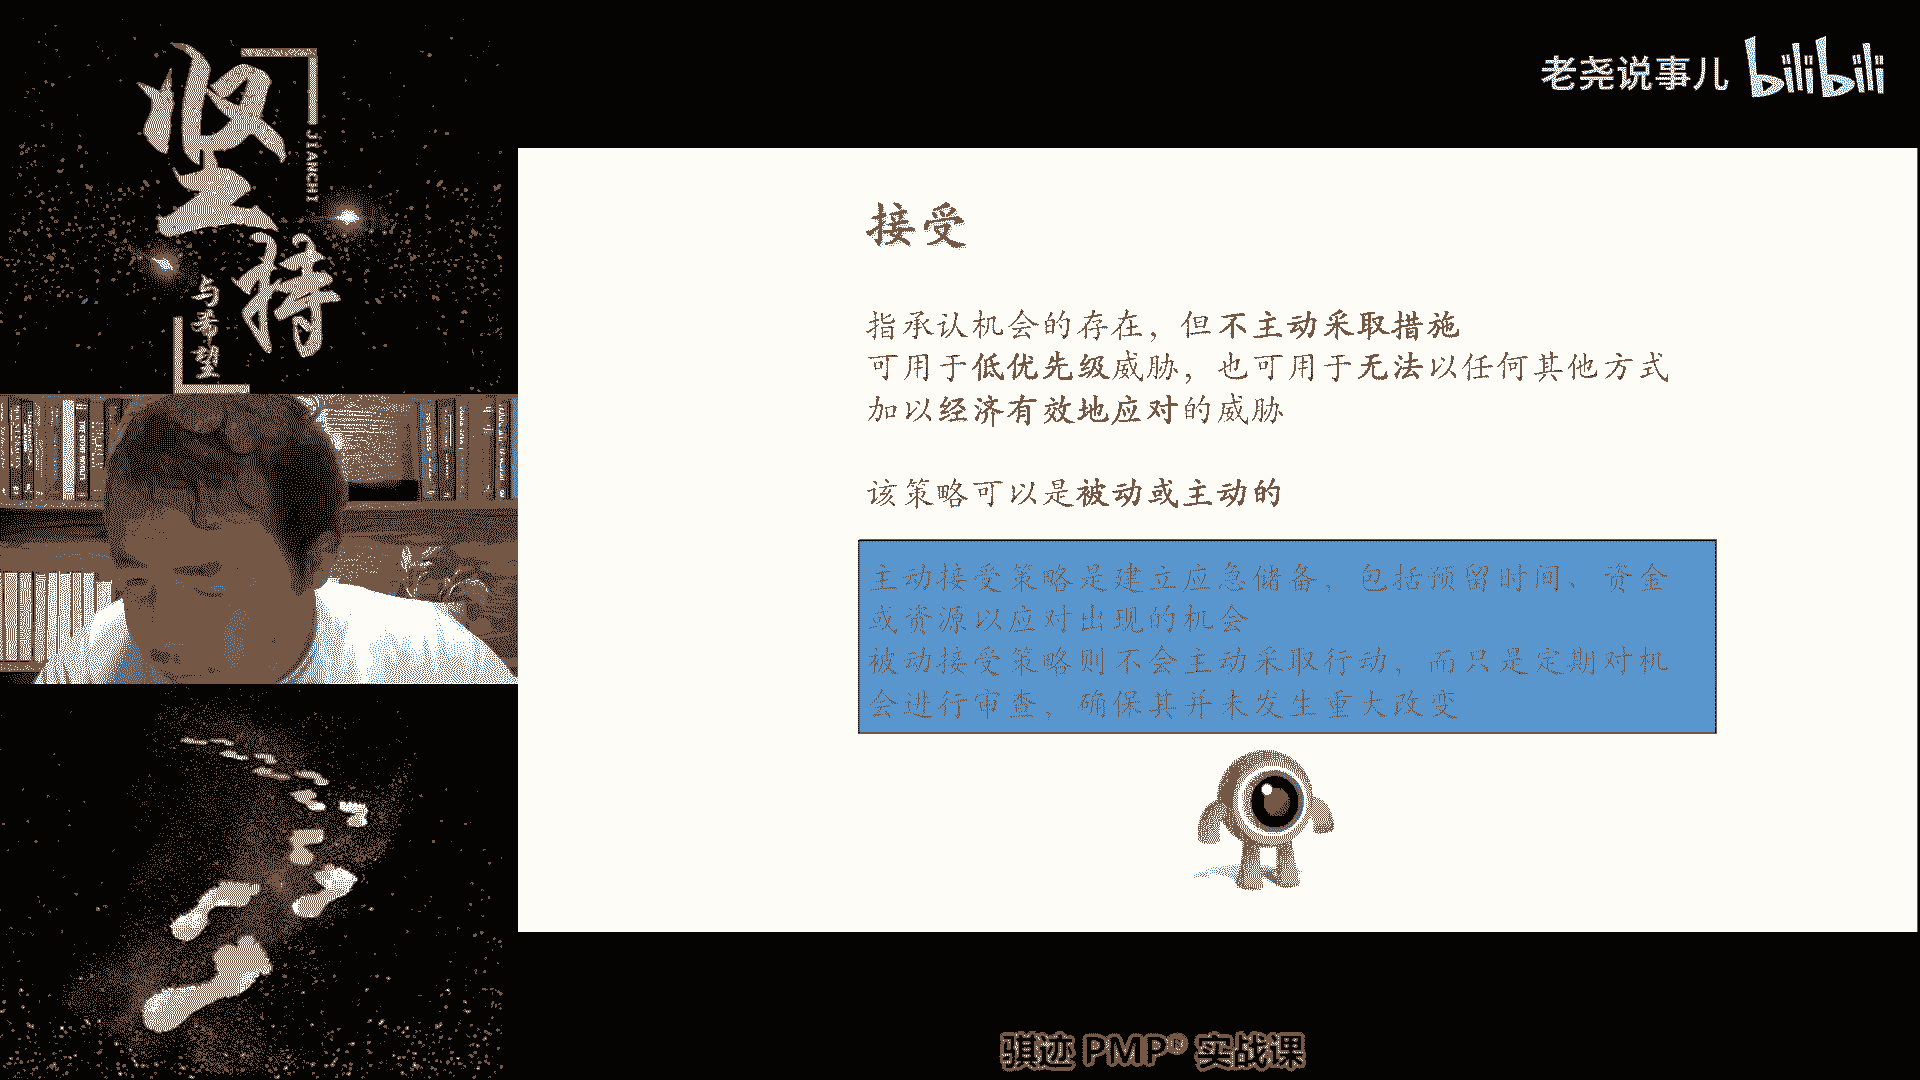 坚持
JIANCHI
与希望
老尧说事儿 bilibili
接受
指承认机会的存在，但不主动采取措施
可用于低优先级威胁，也可用于无法以任何其他方式
加以经济有效地应对的威胁
该策略可以是被动或主动的
主动接受策略是建立应急储备，包括预留时间、资金
或资源以应对出现的机会
被动接受策略则不会主动采取行动，而只是定期对机
会进行审查，确保其并未发生重大改变
骐迹 PMP® 实战课